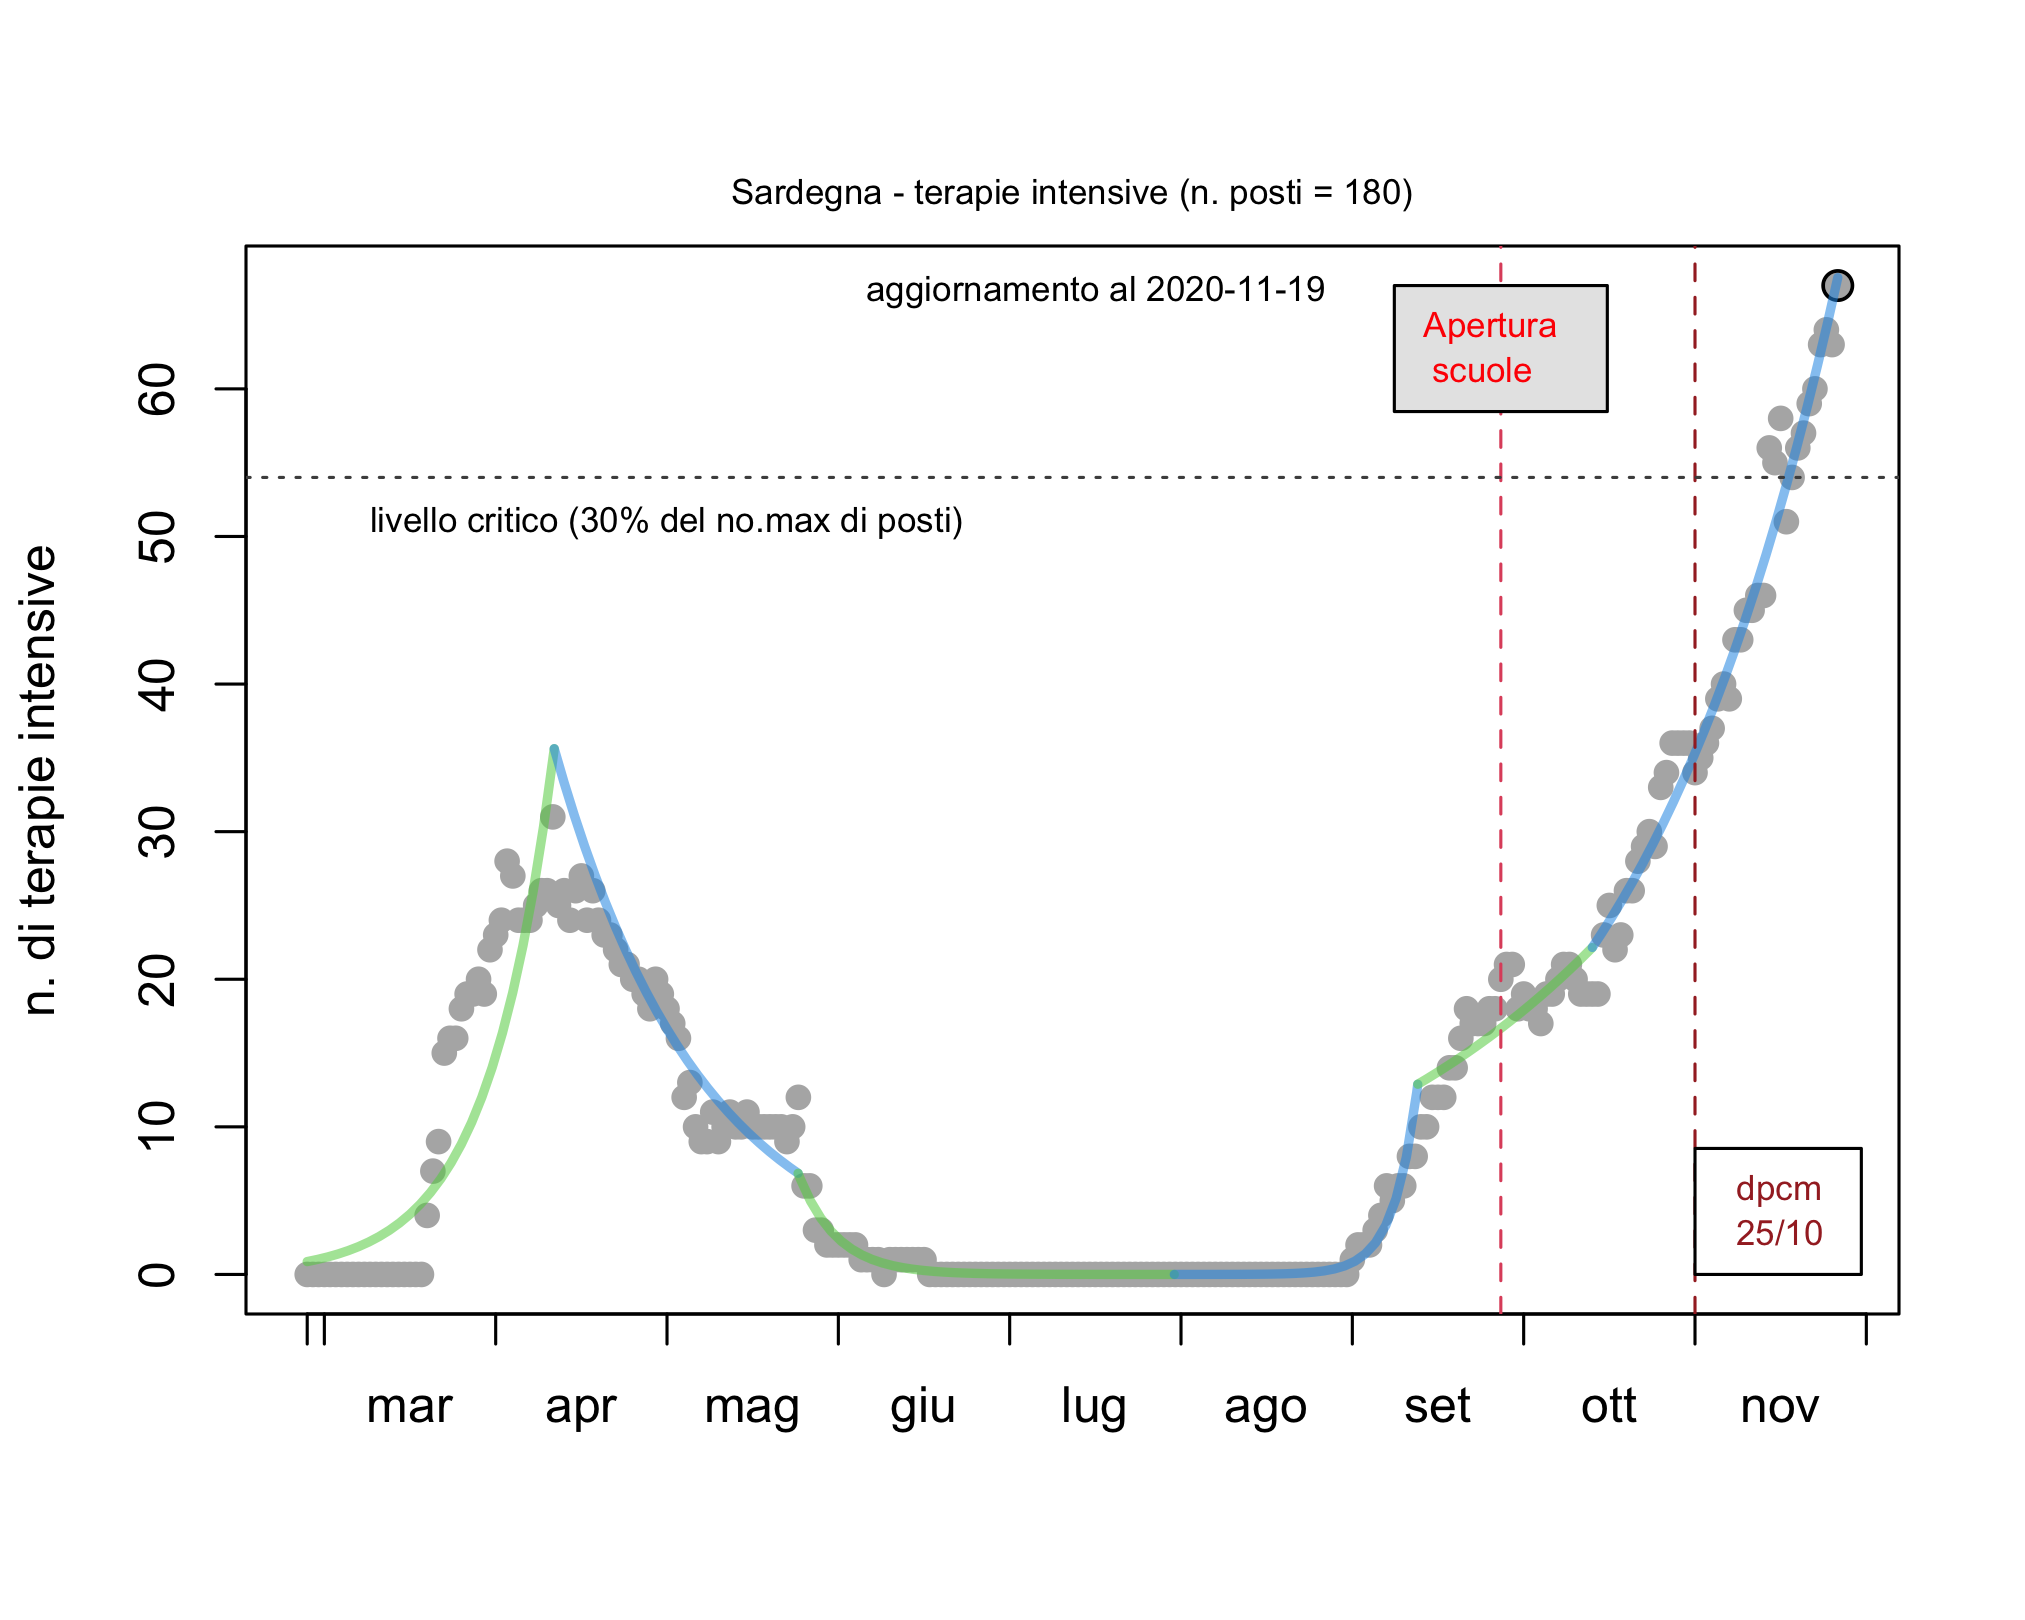 Sardegna - terapie intensive (n. posti = 180)
aggiornamento al 2020-11-19
Apertura
scuole
livello critico (30% del no.max di posti)
n. di terapie intensive
60
50
40
30
20
10
0
dpcm
25/10
mar apr mag giu lug ago set ott nov